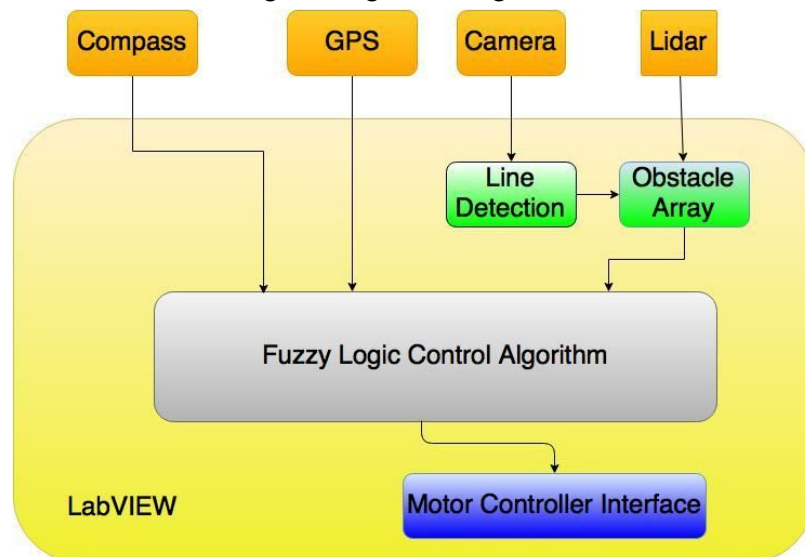 Compass
GPS
Camera
Lidar
Line
Detection
Obstacle
Array
Fuzzy Logic Control Algorithm
LabVIEW
Motor Controller Interface